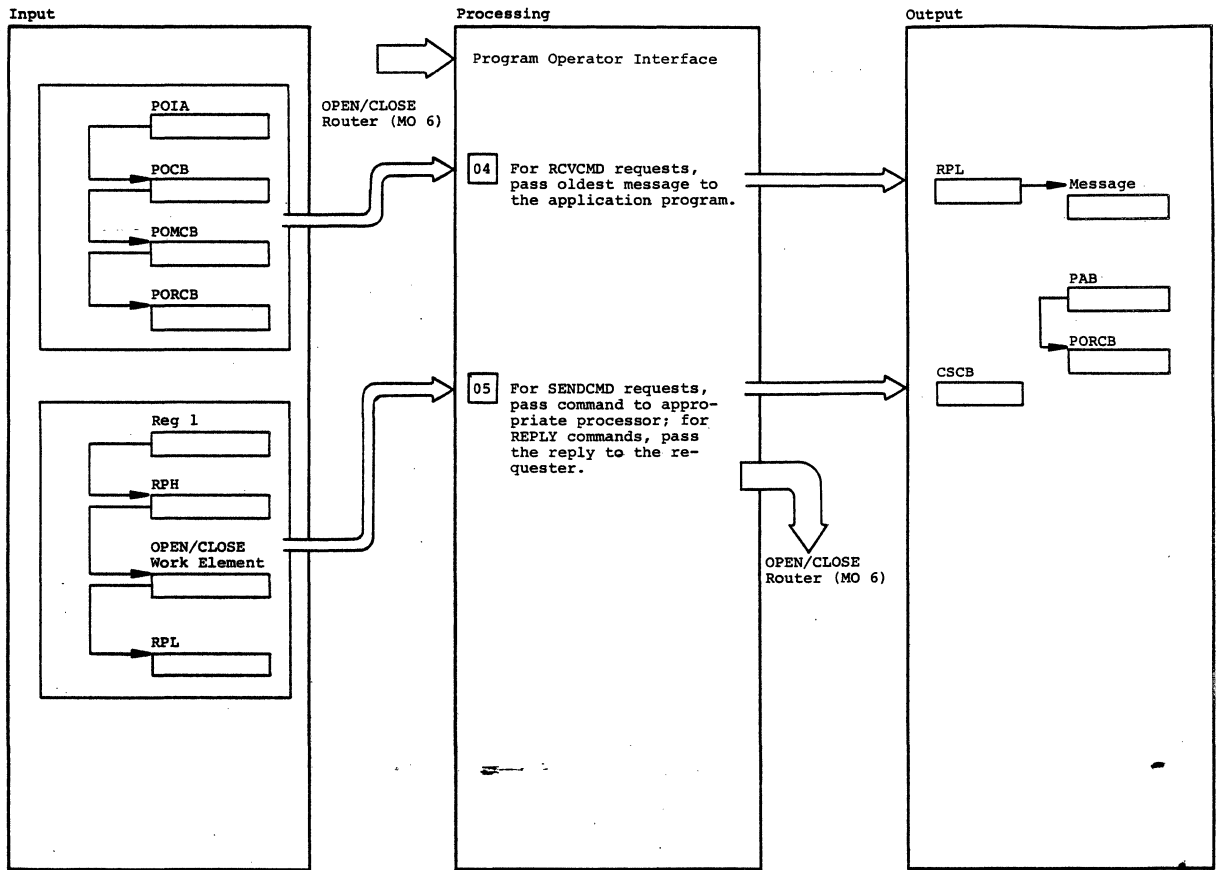 Input
Processing
Output
POIA
POCB
POMCB
PORCB
Reg 1
RPH
OPEN/CLOSE
Work Element
RPL
OPEN/CLOSE
Router (MO 6)
Program Operator Interface
04
For RCVCMD requests,
pass oldest message to
the application program.
05
For SENDCMD requests,
pass command to appro-
priate processor; for
REPLY commands, pass
the reply to the re-
quester.
OPEN/CLOSE
Router (MO 6)
RPL
Message
PAB
PORCB
CSCB